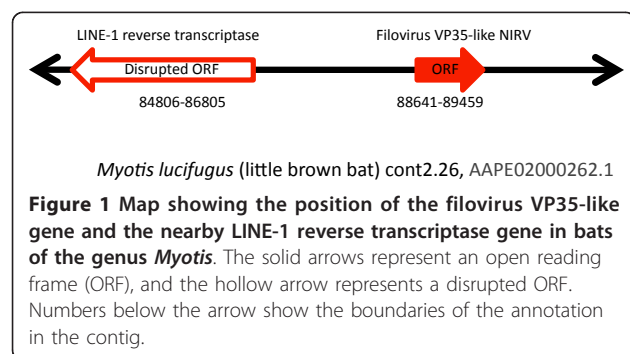 LINE-1 reverse transcriptase
Filovirus VP35-like NIRV
Disrupted ORF
ORF
84806-86805
88641-89459
Myotis lucifugus (little brown bat) cont2.26, AAPE02000262.1
Figure 1 Map showing the position of the filovirus VP35-like
gene and the nearby LINE-1 reverse transcriptase gene in bats
of the genus Myotis. The solid arrows represent an open reading
frame (ORF), and the hollow arrow represents a disrupted ORF.
Numbers below the arrow show the boundaries of the annotation
in the contig.